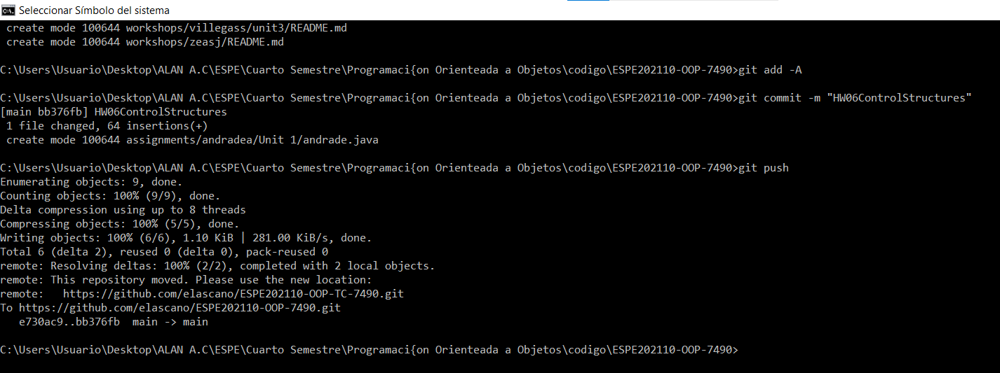 Seleccionar Símbolo del sistema
 create mode 100644 workshops/villegass/unit3/README.md
 create mode 100644 workshops/zeasj/README.md
C:\Users\Usuario\Desktop\ALAN A.C\ESPE\Cuarto Semestre\Programaci{on Orienteada a Objetos\codigo\ESPE202110-OOP-7490>git add -A
C:\Users\Usuario\Desktop\ALAN A.C\ESPE\Cuarto Semestre\Programaci{on Orienteada a Objetos\codigo\ESPE202110-OOP-7490>git commit -m "HW06ControlStructures"
[main bb376fb] HW06ControlStructures
 1 file changed, 64 insertions(+)
 create mode 100644 assignments/andradea/Unit 1/andrade.java
C:\Users\Usuario\Desktop\ALAN A.C\ESPE\Cuarto Semestre\Programaci{on Orienteada a Objetos\codigo\ESPE202110-OOP-7490>git push
Enumerating objects: 9, done.
Counting objects: 100% (9/9), done.
Delta compression using up to 8 threads
Compressing objects: 100% (5/5), done.
Writing objects: 100% (6/6), 1.10 KiB | 281.00 KiB/s, done.
Total 6 (delta 2), reused 0 (delta 0), pack-reused 0
remote: Resolving deltas: 100% (2/2), completed with 2 local objects.
remote: This repository moved. Please use the new location:
remote:   https://github.com/elascano/ESPE202110-OOP-TC-7490.git
To https://github.com/elascano/ESPE202110-OOP-7490.git
   e730ac9..bb376fb  main -> main
C:\Users\Usuario\Desktop\ALAN A.C\ESPE\Cuarto Semestre\Programaci{on Orienteada a Objetos\codigo\ESPE202110-OOP-7490>